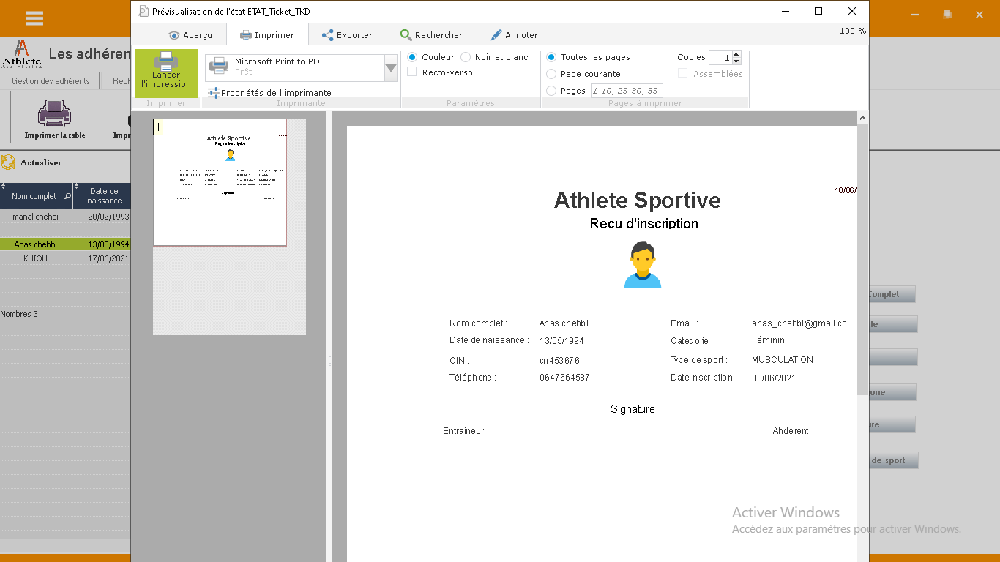 Prévisualisation de l'état ETAT_Ticket_TKD
Aperçu
Imprimer
Exporter
Rechercher
Annoter
100 %
Athlete
Les adhéren
Gestion des adhérents
Rech
Lancer
l'impression
Imprimer
Microsoft Print to PDF
Prêt
Propriétés de l'imprimante
Imprimante
Couleur
Noir et blanc
Recto-verso
Paramètres
Toutes les pages
Page courante
Pages
1-10, 25-30, 35
Copies
1
Assemblées
Pages à imprimer
Imprimer la table
Impr
Actualiser
Nom complet
Date de
naissance
manal chehbi
20/02/1993
Anas chehbi
13/05/1994
KHIOH
17/06/2021
Nombres 3
1
Athlete Sportive
Reçu d'inscription
Signature
10/06/
Athlete Sportive
Reçu d'inscription
Nom complet :
Anas chehbi
Email :
anas_chehbi@gmail.co
Date de naissance :
13/05/1994
Catégorie :
Féminin
CIN :
cn453676
Type de sport :
MUSCULATION
Téléphone :
0647664587
Date inscription :
03/06/2021
Signature
Entraineur
Ahdérent
Complet
le
orie
ure
de sport
Activer Windows
Accédez aux paramètres pour activer Windows.